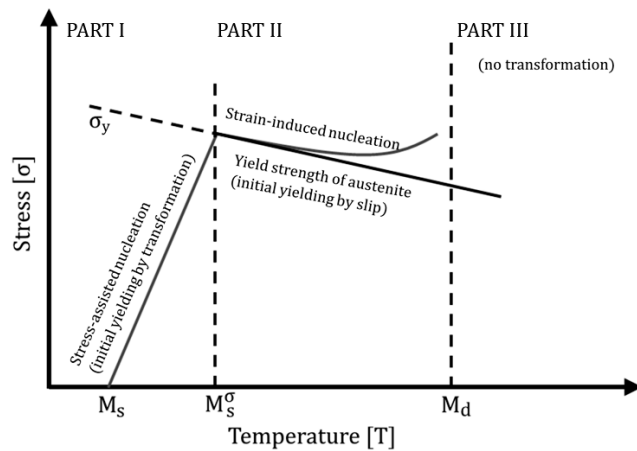 PART I
PART II
PART III
(no transformation)
σy
Strain-induced nucleation
Yield strength of austenite
(initial yielding by slip)
Stress-assisted nucleation
(initial yielding by transformation)
Stress [σ]
Ms
Msσ
Md
Temperature [T]